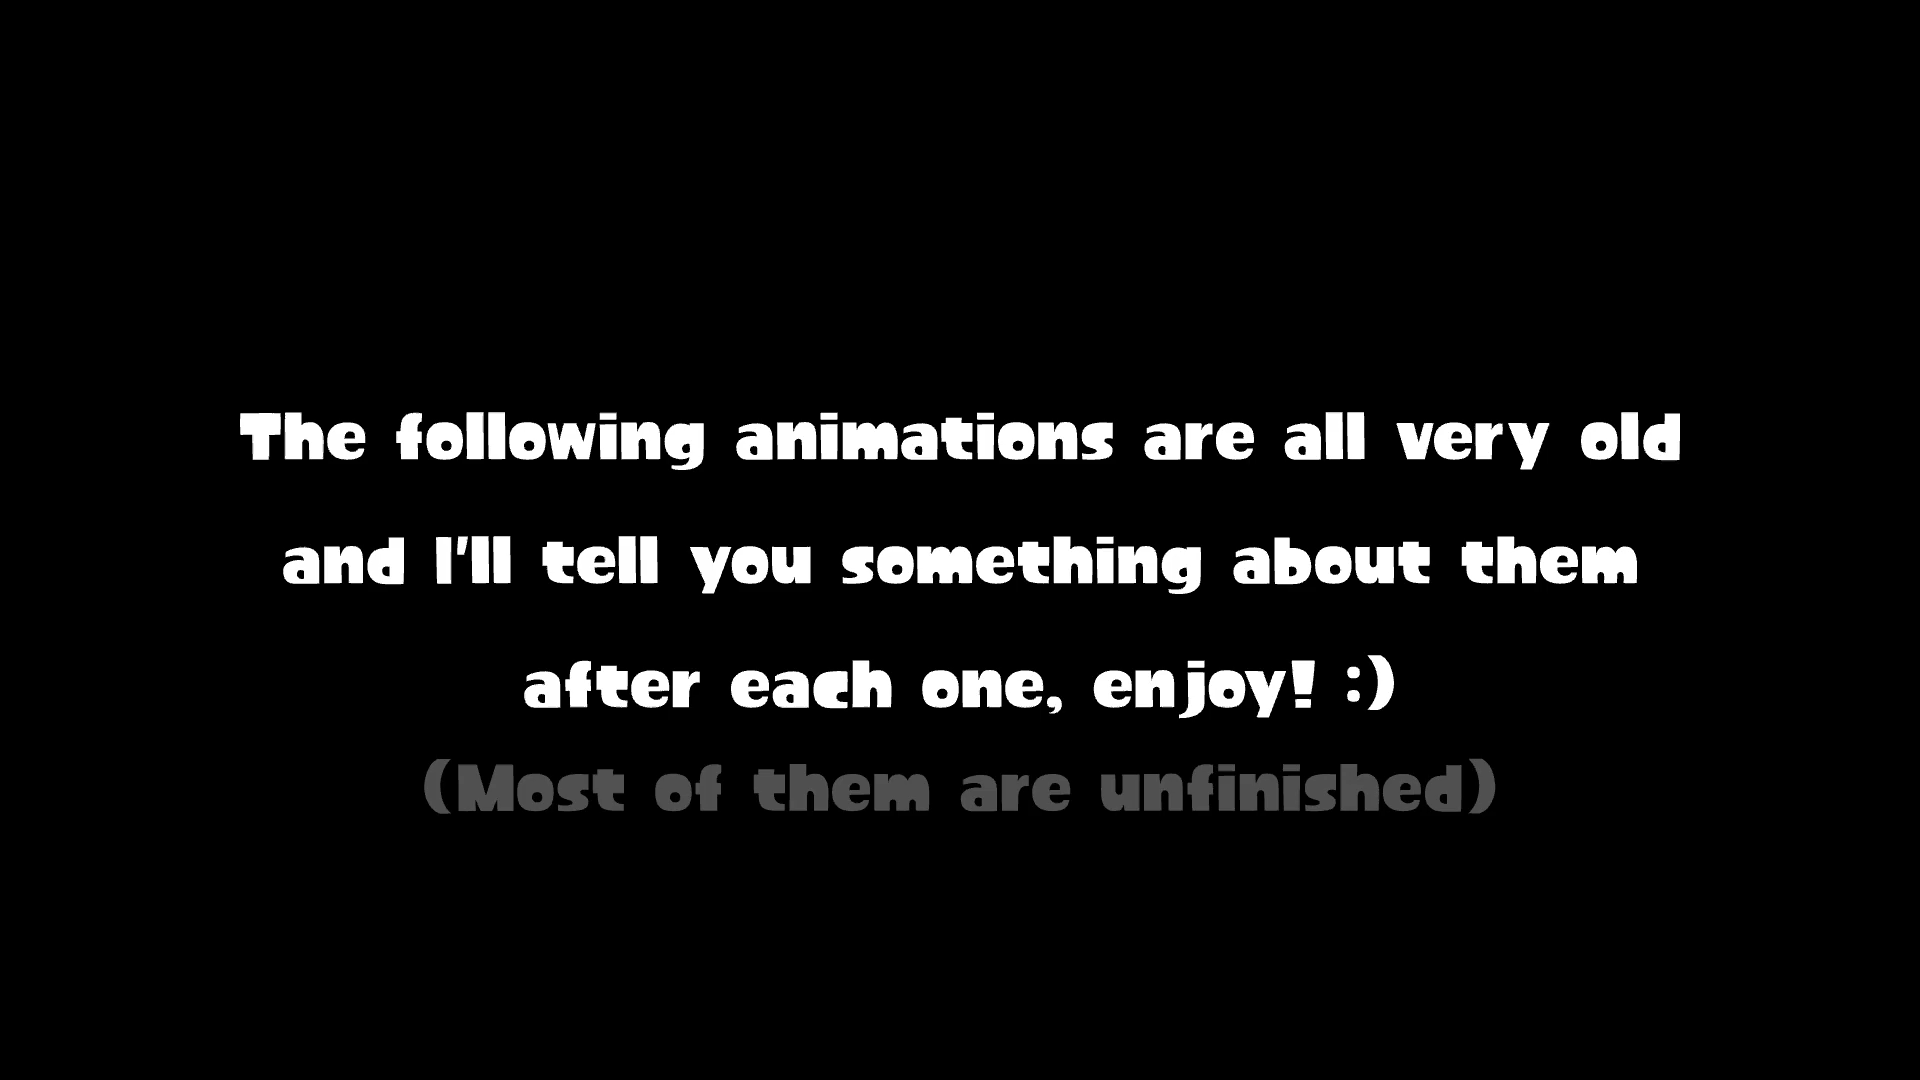 The following animations are all very old
and I'll tell you something about them
after each one, enjoy! :)
(Most of them are unfinished)